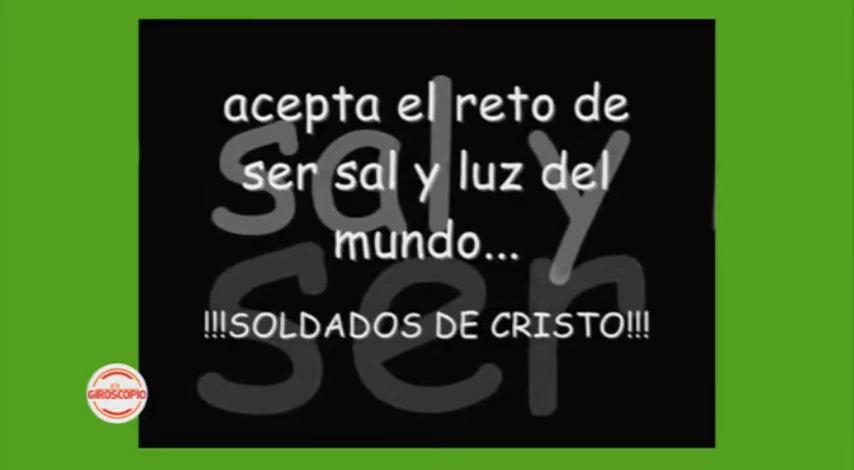 acepta el reto de
ser sal y luz del
mundo...
!!!SOLDADOS DE CRISTO!!!
sal y
ser
GIROSCOPIO